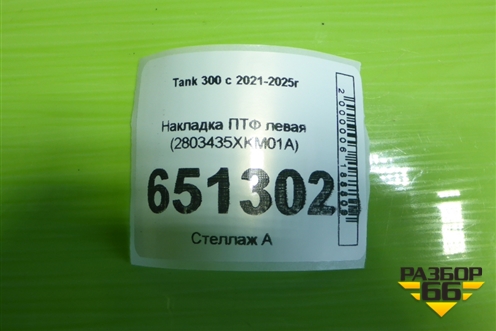 Tank 300 с 2021-2025г
Накладка ПТФ левая
(2803435XKM01A)
651302
Стеллаж А
РАЗБОР
66